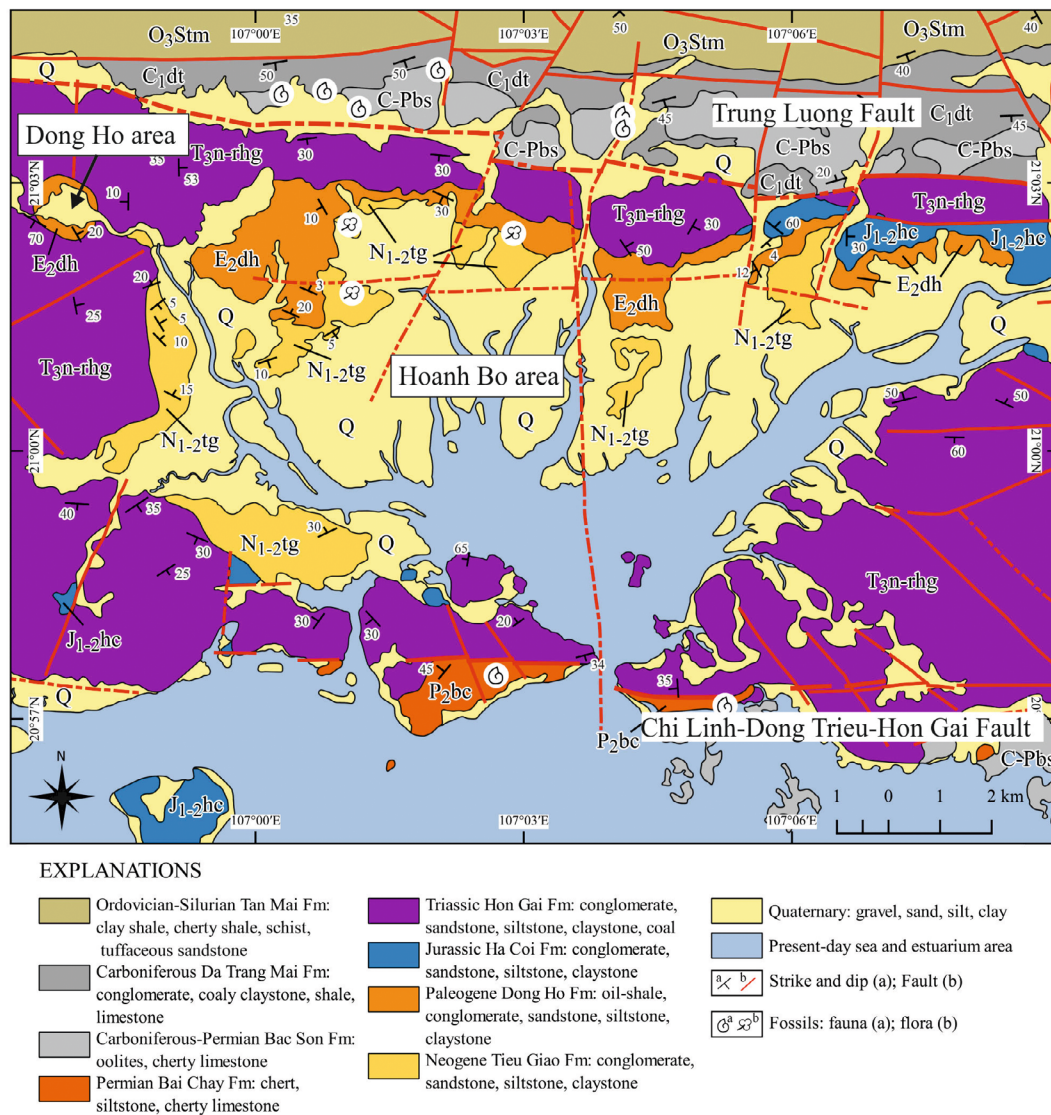 35
107°00'E
107°03'E
50
107°06'E
40
O₃Stm
O₃Stm
O₃Stm
Q
50
C₁dt
50
C₁dt
40
C₁dt
C-Pbs
45
Trung Luong Fault
45
Dong Ho area
C-Pbs
C-Pbs
C-Pbs
T₃n-rhg
30
35
53
30
Q
C₁dt
20
21°03'N
21°03'N
10
30
T₃n-rhg
30
60
T₃n-rhg
70
20
10
N₁₋₂tg
50
30
J₁₋₂hc
J₁₋₂hc
E₂dh
E₂dh
4
12
E₂dh
20
3
E₂dh
5
25
20
Q
Q
5
5
10
N₁₋₂tg
N₁₋₂tg
T₃n-rhg
10
N₁₋₂tg
Hoanh Bo area
15
50
50
N₁₋₂tg
Q
Q
N₁₋₂tg
Q
21°00'N
60
21°00'N
40
35
30
N₁₋₂tg
30
Q
65
25
T₃n-rhg
J₁₋₂hc
30
30
20
34
45
35
Q
P₂bc
20°57'N
20°
P₂bc
Chi Linh-Dong Trieu-Hon Gai Fault
C-Pbs
N
J₁₋₂hc
1 0 1 2 km
107°00'E
107°03'E
107°06'E
EXPLANATIONS
Ordovician-Silurian Tan Mai Fm:
clay shale, cherty shale, schist,
tuffaceous sandstone
Carboniferous Da Trang Mai Fm:
conglomerate, coaly claystone, shale,
limestone
Carboniferous-Permian Bac Son Fm:
oolites, cherty limestone
Permian Bai Chay Fm: chert,
siltstone, cherty limestone
Triassic Hon Gai Fm: conglomerate,
sandstone, siltstone, claystone, coal
Jurassic Ha Coi Fm: conglomerate,
sandstone, siltstone, claystone
Paleogene Dong Ho Fm: oil-shale,
conglomerate, sandstone, siltstone,
claystone
Neogene Tieu Giao Fm: conglomerate,
sandstone, siltstone, claystone
Quaternary: gravel, sand, silt, clay
Present-day sea and estuarium area
a b Strike and dip (a); Fault (b)
a b Fossils: fauna (a); flora (b)